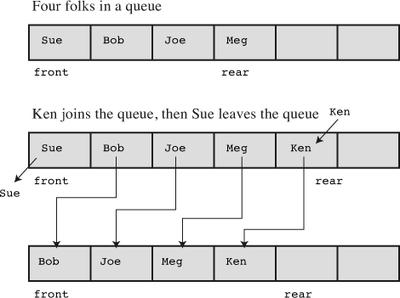 Four folks in a queue
Sue Bob Joe Meg
front rear
Ken joins the queue, then Sue leaves the queue Ken
Sue Bob Joe Meg Ken
front rear
Sue
Bob Joe Meg Ken
front rear